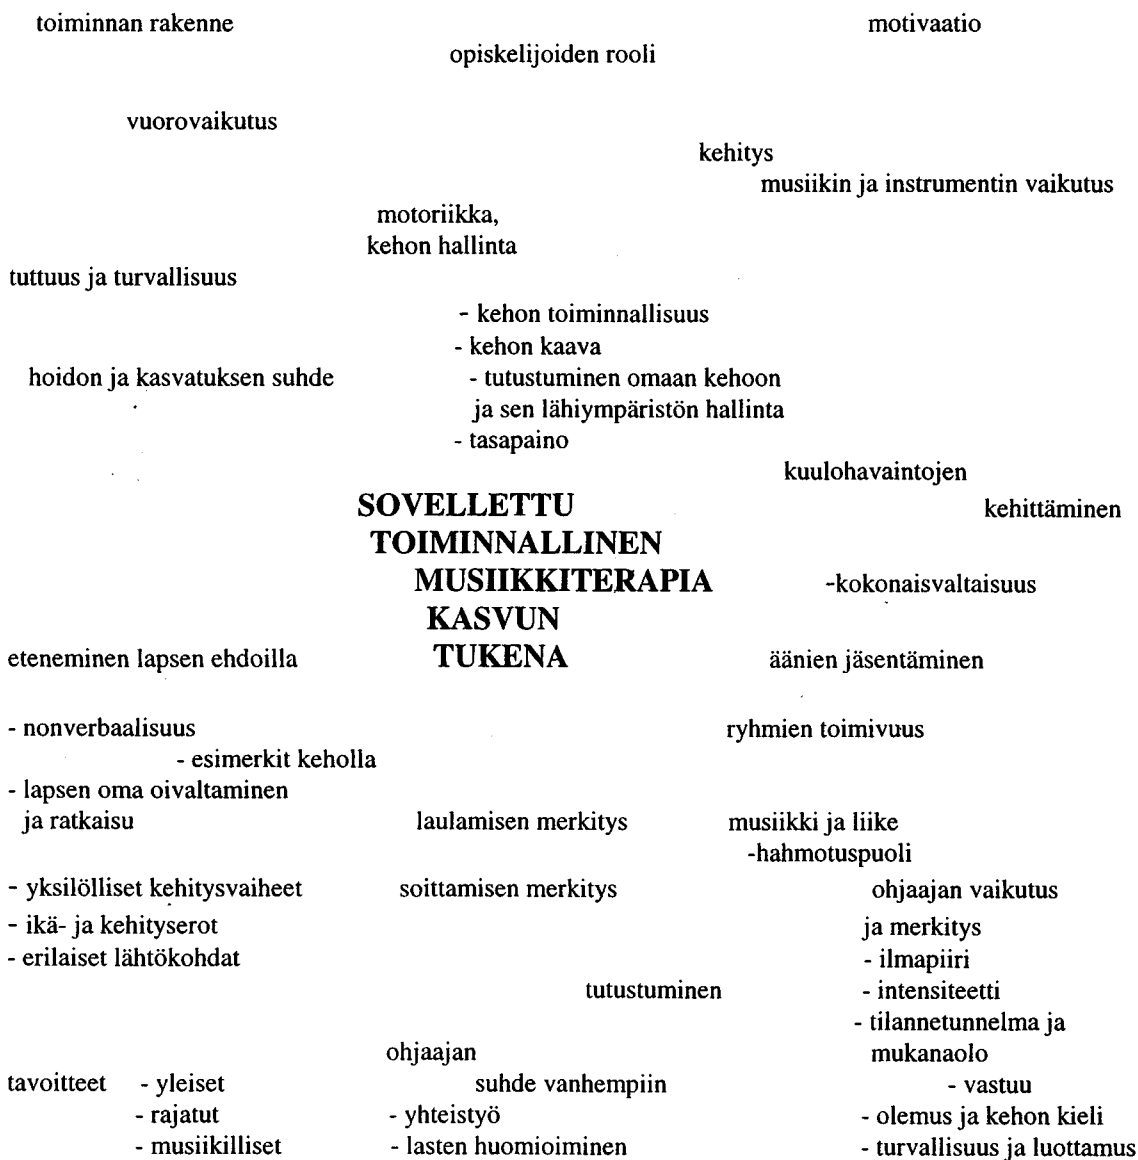 toiminnan rakenne
motivaatio
opiskelijoiden rooli
vuorovaikutus
kehitys
musiikin ja instrumentin vaikutus
motoriikka,
kehon hallinta
tuttuus ja turvallisuus
- kehon toiminnallisuus
- kehon kaava
hoidon ja kasvatuksen suhde
- tutustuminen omaan kehoon
ja sen lähiympäristön hallinta
- tasapaino
kuulohavaintojen
kehittäminen
SOVELLETTU
TOIMINNALLINEN
MUSIIKKITERAPIA
-kokonaisvaltaisuus
KASVUN
TUKENA
eteneminen lapsen ehdoilla
äänien jäsentäminen
- nonverbaalisuus
ryhmien toimivuus
- esimerkit keholla
- lapsen oma oivaltaminen
ja ratkaisu
laulamisen merkitys
musiikki ja liike
-hahmotuspuoli
- yksilölliset kehitysvaiheet
soittamisen merkitys
ohjaajan vaikutus
ja merkitys
- ikä- ja kehityserot
- erilaiset lähtökohdat
- ilmapiiri
tutustuminen
- intensiteetti
- tilannetunnelma ja
mukanaolo
ohjaajan
suhde vanhempiin
tavoitteet - yleiset
- vastuu
- rajatut
- yhteistyö
- olemus ja kehon kieli
- musiikilliset
- lasten huomioiminen
- turvallisuus ja luottamus